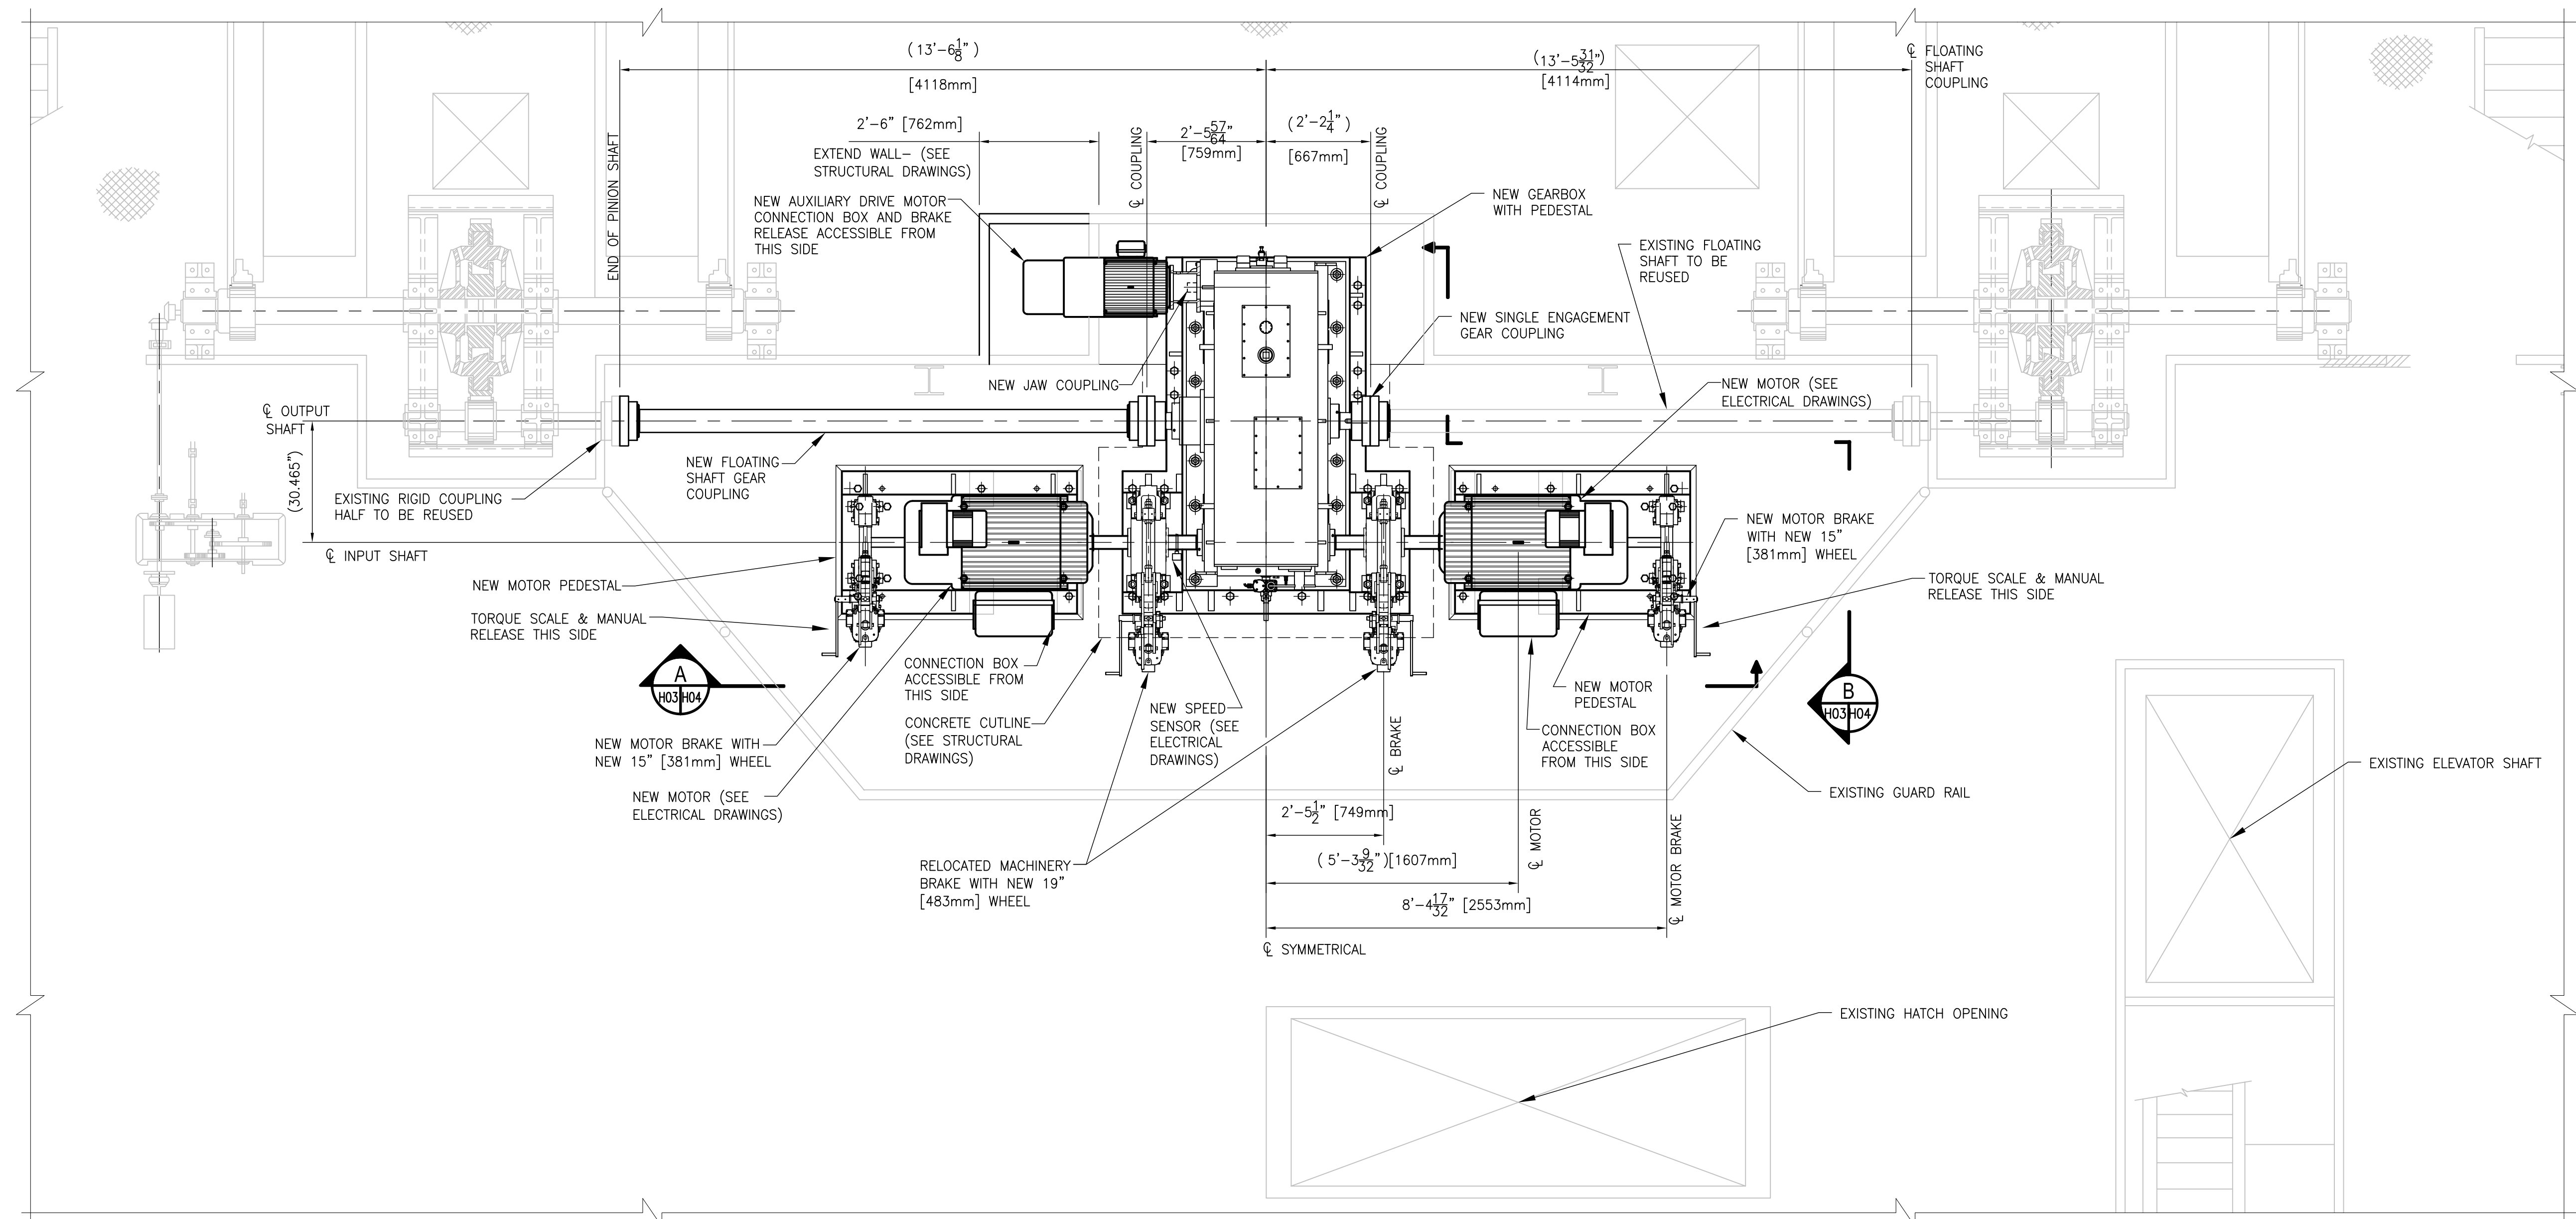 (13'-6 1/8")
[4118mm]
(13'-5 31/32")
[4114mm]
℄ FLOATING
SHAFT
COUPLING
2'-6" [762mm]
EXTEND WALL- (SEE
STRUCTURAL DRAWINGS)
2'-5 57/64"
[759mm]
(2'-2 1/4")
[667mm]
℄ COUPLING
℄ COUPLING
END OF PINION SHAFT
NEW AUXILIARY DRIVE MOTOR
CONNECTION BOX AND BRAKE
RELEASE ACCESSIBLE FROM
THIS SIDE
NEW GEARBOX
WITH PEDESTAL
EXISTING FLOATING
SHAFT TO BE
REUSED
NEW SINGLE ENGAGEMENT
GEAR COUPLING
NEW JAW COUPLING
NEW MOTOR (SEE
ELECTRICAL DRAWINGS)
℄ OUTPUT
SHAFT
(30.465")
℄ INPUT SHAFT
NEW FLOATING
SHAFT GEAR
COUPLING
EXISTING RIGID COUPLING
HALF TO BE REUSED
NEW MOTOR BRAKE
WITH NEW 15"
[381mm] WHEEL
NEW MOTOR PEDESTAL
TORQUE SCALE & MANUAL
RELEASE THIS SIDE
TORQUE SCALE & MANUAL
RELEASE THIS SIDE
A
H03 H04
CONNECTION BOX
ACCESSIBLE FROM
THIS SIDE
CONCRETE CUTLINE
(SEE STRUCTURAL
DRAWINGS)
NEW SPEED
SENSOR (SEE
ELECTRICAL
DRAWINGS)
NEW MOTOR
PEDESTAL
CONNECTION BOX
ACCESSIBLE
FROM THIS SIDE
B
H03 H04
NEW MOTOR BRAKE WITH
NEW 15" [381mm] WHEEL
NEW MOTOR (SEE
ELECTRICAL DRAWINGS)
℄ BRAKE
EXISTING GUARD RAIL
EXISTING ELEVATOR SHAFT
2'-5 1/2" [749mm]
(5'-3 9/32")[1607mm]
℄ MOTOR
℄ MOTOR BRAKE
8'-4 17/32" [2553mm]
RELOCATED MACHINERY
BRAKE WITH NEW 19"
[483mm] WHEEL
℄ SYMMETRICAL
EXISTING HATCH OPENING